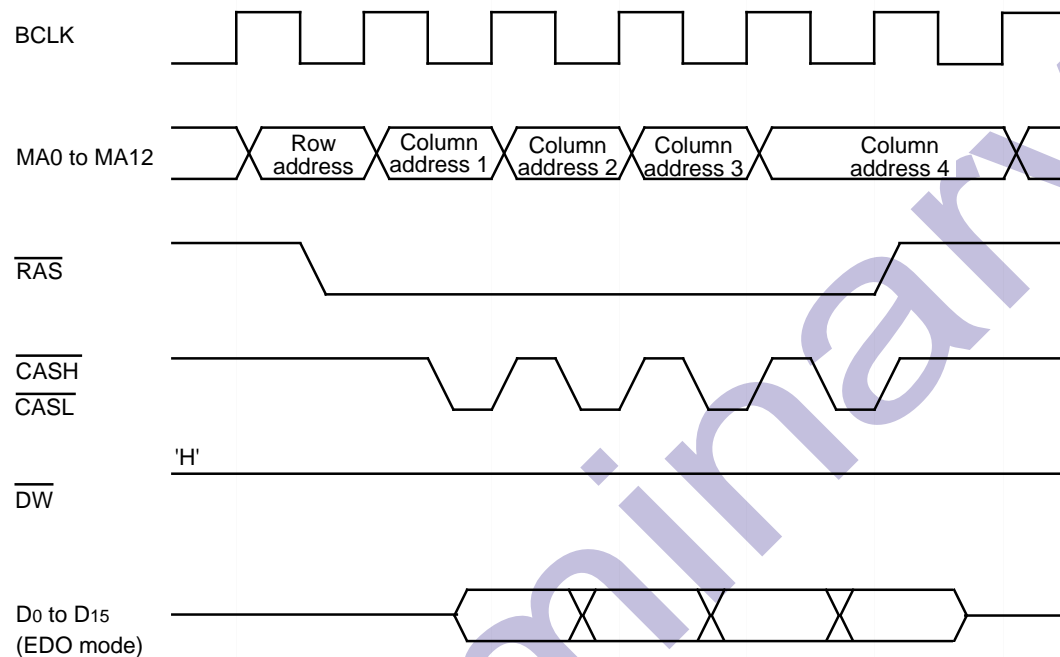 BCLK
MA0 to MA12
Row
address
Column
address 1
Column
address 2
Column
address 3
Column
address 4
RAS
CASH
CASL
'H'
DW
D0 to D15
(EDO mode)
minary